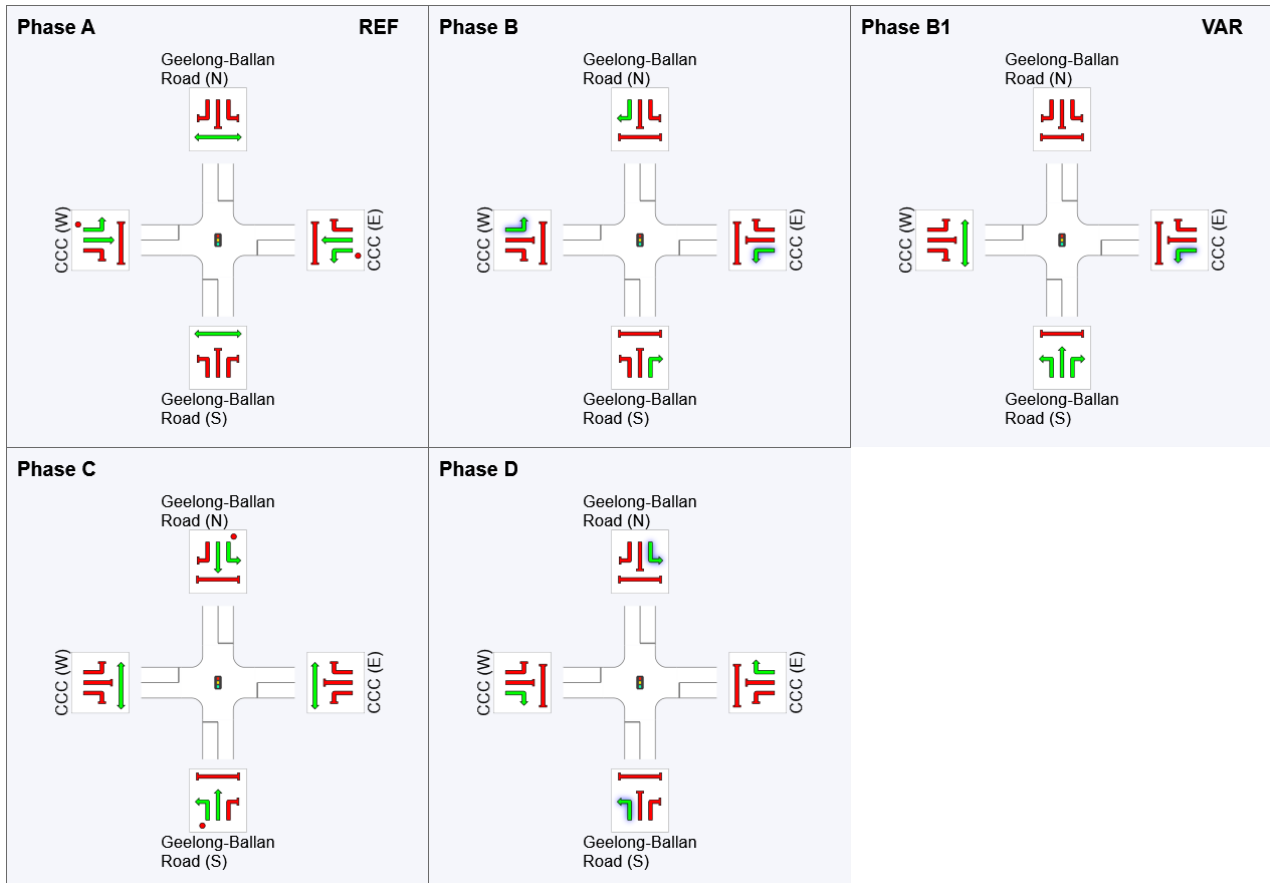 Phase A REF
Geelong-Ballan
Road (N)
CCC (W)
CCC (E)
Geelong-Ballan
Road (S)
Phase B
Geelong-Ballan
Road (N)
CCC (W)
CCC (E)
Geelong-Ballan
Road (S)
Phase B1 VAR
Geelong-Ballan
Road (N)
CCC (W)
CCC (E)
Geelong-Ballan
Road (S)
Phase C
Geelong-Ballan
Road (N)
CCC (W)
CCC (E)
Geelong-Ballan
Road (S)
Phase D
Geelong-Ballan
Road (N)
CCC (W)
CCC (E)
Geelong-Ballan
Road (S)